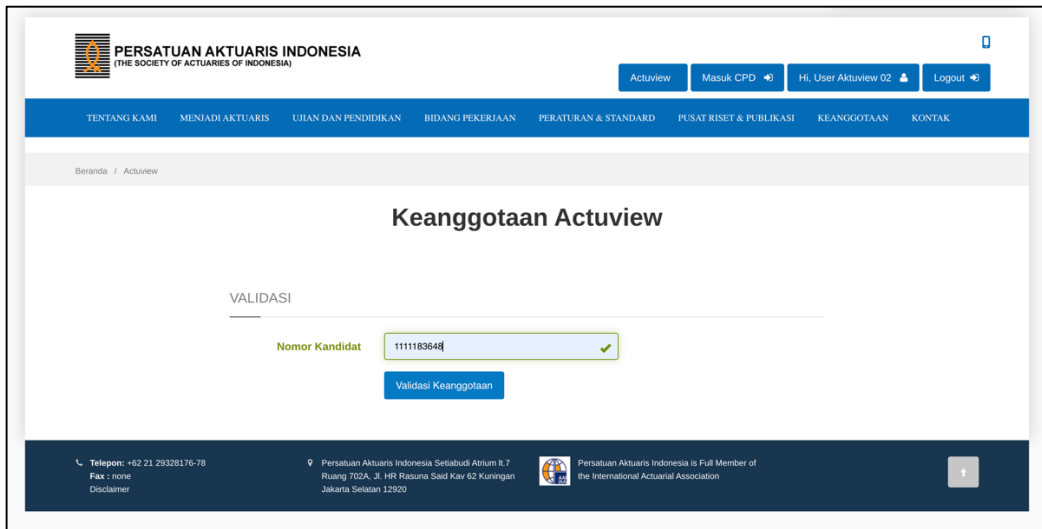 PERSATUAN AKTUARIS INDONESIA
(THE SOCIETY OF ACTUARIES OF INDONESIA)
Actuview
Masuk CPD
Hi, User Aktuview 02
Logout
TENTANG KAMI
MENJADI AKTUARIS
UJIAN DAN PENDIDIKAN
BIDANG PEKERJAAN
PERATURAN & STANDARD
PUSAT RISET & PUBLIKASI
KEANGGOTAAN
KONTAK
Beranda / Actuview
Keanggotaan Actuview
VALIDASI
Nomor Kandidat
1111183648
Validasi Keanggotaan
Telepon: +62 21 29328176-78
Fax : none
Disclaimer
Persatuan Aktuaris Indonesia Setiabudi Atrium lt.7
Ruang 702A, Jl. HR Rasuna Said Kav 62 Kuningan
Jakarta Selatan 12920
Persatuan Aktuaris Indonesia is Full Member of
the International Actuarial Association